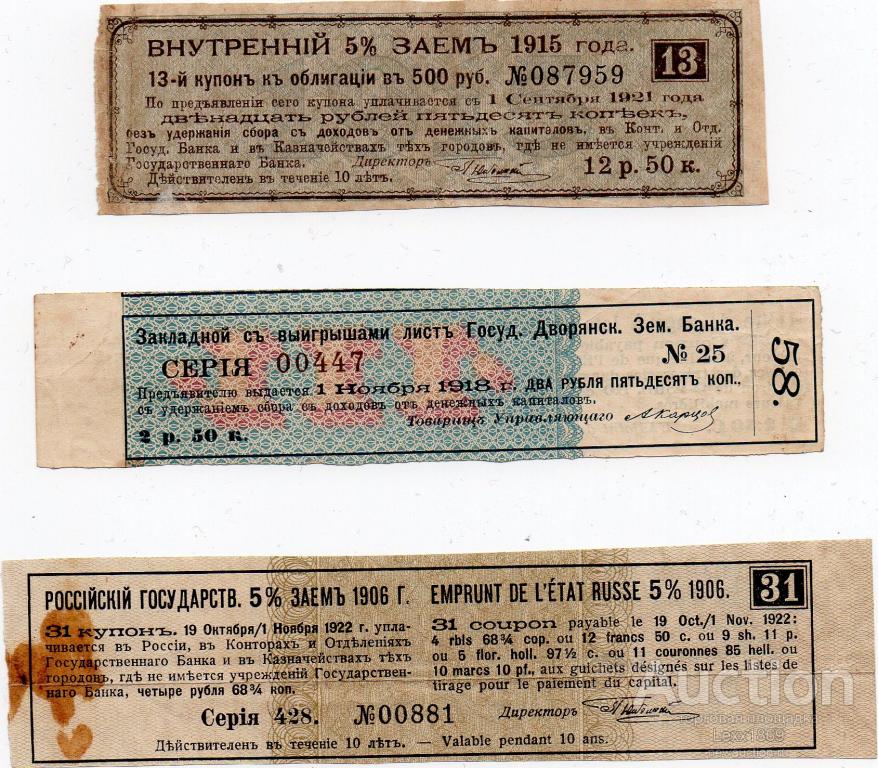 ВНУТРЕННІЙ 5% ЗАЕМЪ 1915 года. 13
13-й купонъ къ облигаціи въ 500 руб. №087959
По предъявленіи сего купона уплачивается съ 1 Сентября 1921 года
двѣнадцать рублей пятьдесятъ копѣекъ,
безъ удержанія сбора съ доходовъ отъ денежныхъ капиталовъ, въ Конт. и Отд.
Госуд. Банка и въ Казначействахъ тѣхъ городовъ, гдѣ не имѣется учрежденій
Государственнаго Банка. Директоръ 12 р. 50 к.
Дѣйствителенъ въ теченіе 10 лѣтъ.
Закладной съ выигрышами листъ Госуд. Дворянск. Зем. Банка.
СЕРІЯ 00447 № 25
58.
Предъявителю выдается 1 Ноября 1918 г. ДВА РУБЛЯ ПЯТЬДЕСЯТЪ КОП.,
съ удержаніемъ сбора съ доходовъ отъ денежныхъ капиталовъ.
Товарищъ Управляющаго АКарцов
2 р. 50 к.
РОССІЙСКІЙ ГОСУДАРСТВ. 5% ЗАЕМЪ 1906 Г.
31 купонъ. 19 Октября/1 Ноября 1922 г. упла-
чивается въ Россіи, въ Конторахъ и Отдѣленіяхъ
Государственнаго Банка и въ Казначействахъ тѣхъ
городовъ, гдѣ не имѣется учрежденій Государствен-
наго Банка, четыре рубля 68¾ коп.
EMPRUNT DE L'ÉTAT RUSSE 5% 1906. 31
31 coupon payable le 19 Oct./1 Nov. 1922:
4 rbls 68¾ cop. ou 12 francs 50 c. ou 9 sh. 11 p.
ou 5 flor. holl. 97½ c. ou 11 couronnes 85 hell. ou
10 marcs 10 pf., aux guichets désignés sur les listes de
tirage pour le paiement du capital.
Серія 428. №00881 Директоръ
Дѣйствителенъ въ теченіе 10 лѣтъ. — Valable pendant 10 ans.
Auction
торговая площадка
Lexx1869